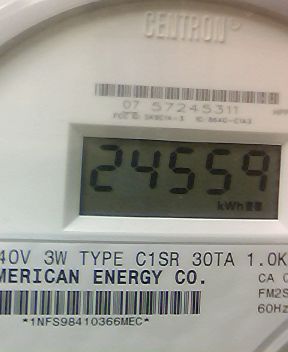 CENTRON®
07 57245311
24559
kWh
40V 3W TYPE C1SR 30TA 1.0K
MERICAN ENERGY CO.
CA 0
FM2S
60Hz
*1NFS98410366MEC*